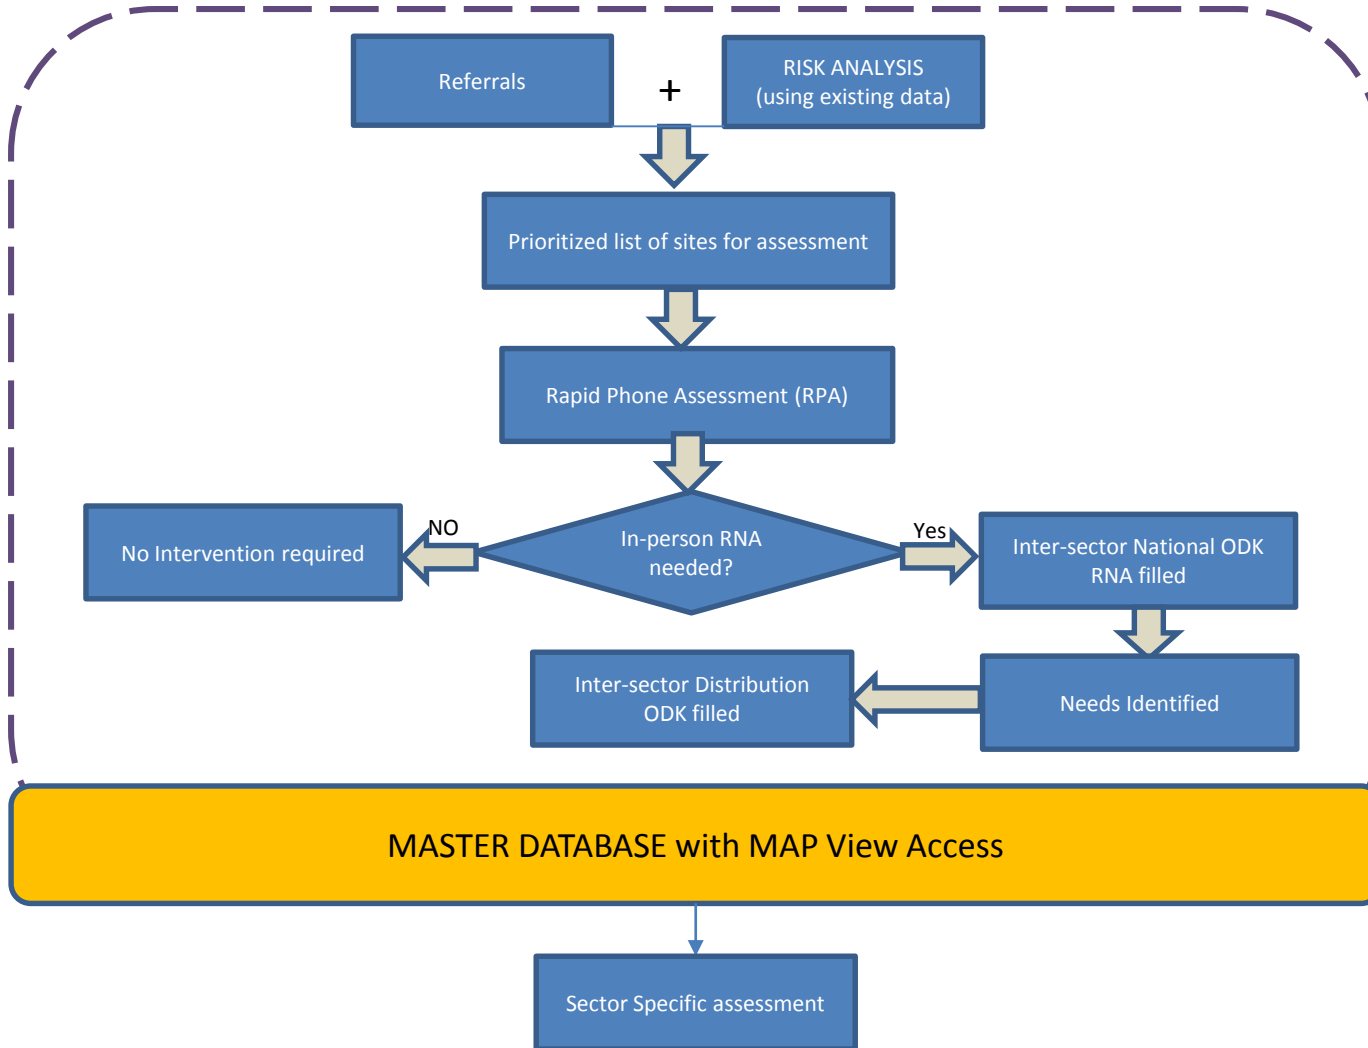 Referrals
+
RISK ANALYSIS
(using existing data)
Prioritized list of sites for assessment
Rapid Phone Assessment (RPA)
No Intervention required
NO
In-person RNA
needed?
Yes
Inter-sector National ODK
RNA filled
Inter-sector Distribution
ODK filled
Needs Identified
MASTER DATABASE with MAP View Access
Sector Specific assessment